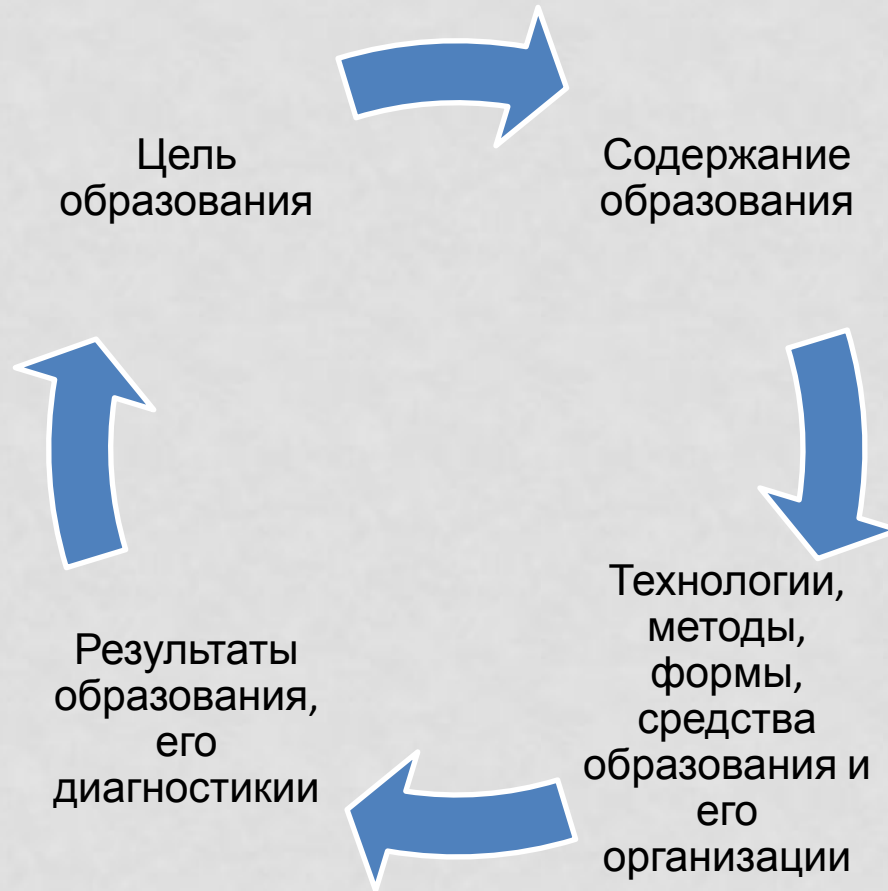 Цель
образования
Содержание
образования
Технологии,
методы,
формы,
средства
образования и
его
организации
Результаты
образования,
его
диагностикии